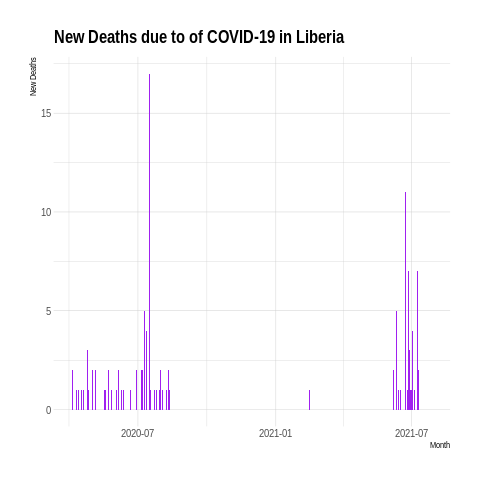 New Deaths due to of COVID-19 in Liberia
New Deaths
15
10
5
0
2020-07
2021-01
2021-07
Month